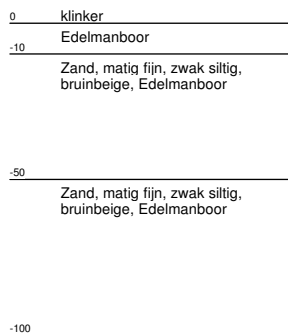 0 klinker
Edelmanboor
-10
Zand, matig fijn, zwak siltig,
bruinbeige, Edelmanboor
-50
Zand, matig fijn, zwak siltig,
bruinbeige, Edelmanboor
-100